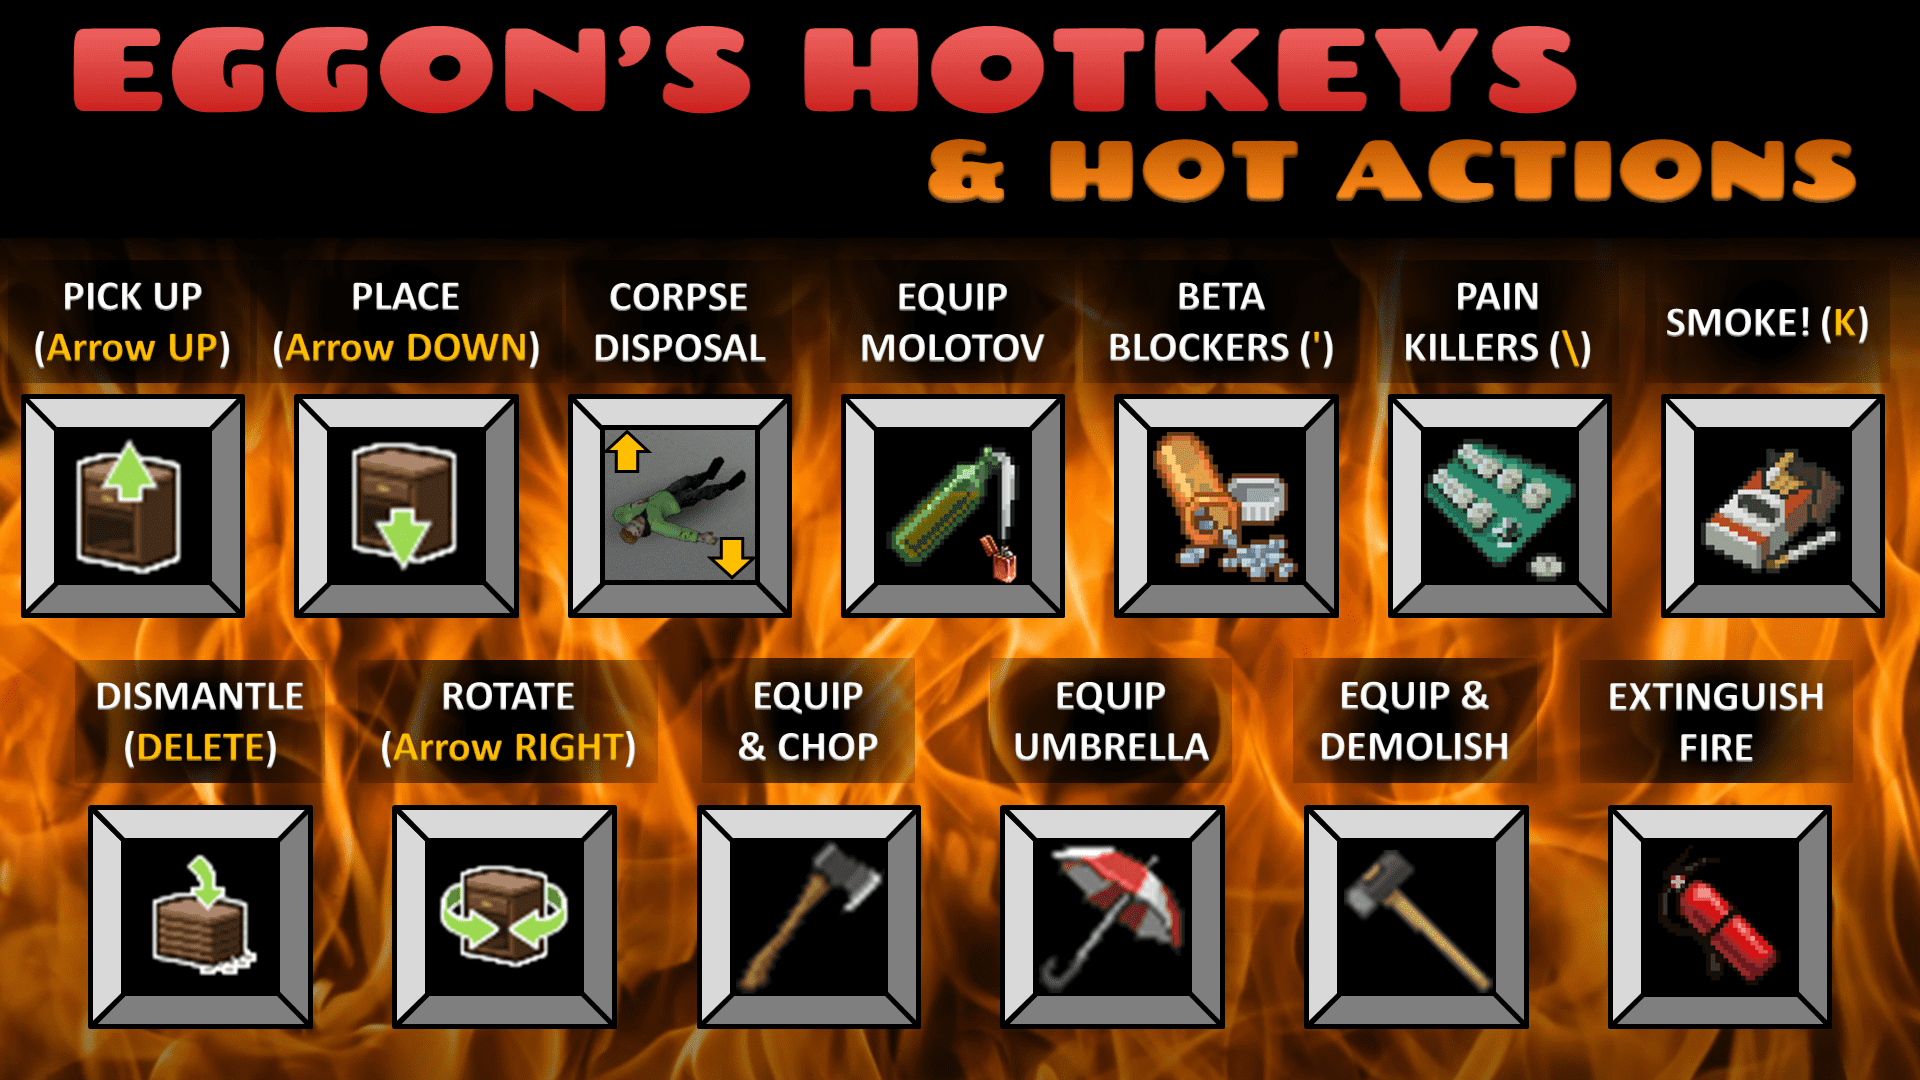 EGGON'S HOTKEYS
& HOT ACTIONS
PICK UP
(Arrow UP)
PLACE
(Arrow DOWN)
CORPSE
DISPOSAL
EQUIP
MOLOTOV
BETA
BLOCKERS (')
PAIN
KILLERS (\)
SMOKE! (K)
DISMANTLE
(DELETE)
ROTATE
(Arrow RIGHT)
EQUIP
& CHOP
EQUIP
UMBRELLA
EQUIP &
DEMOLISH
EXTINGUISH
FIRE